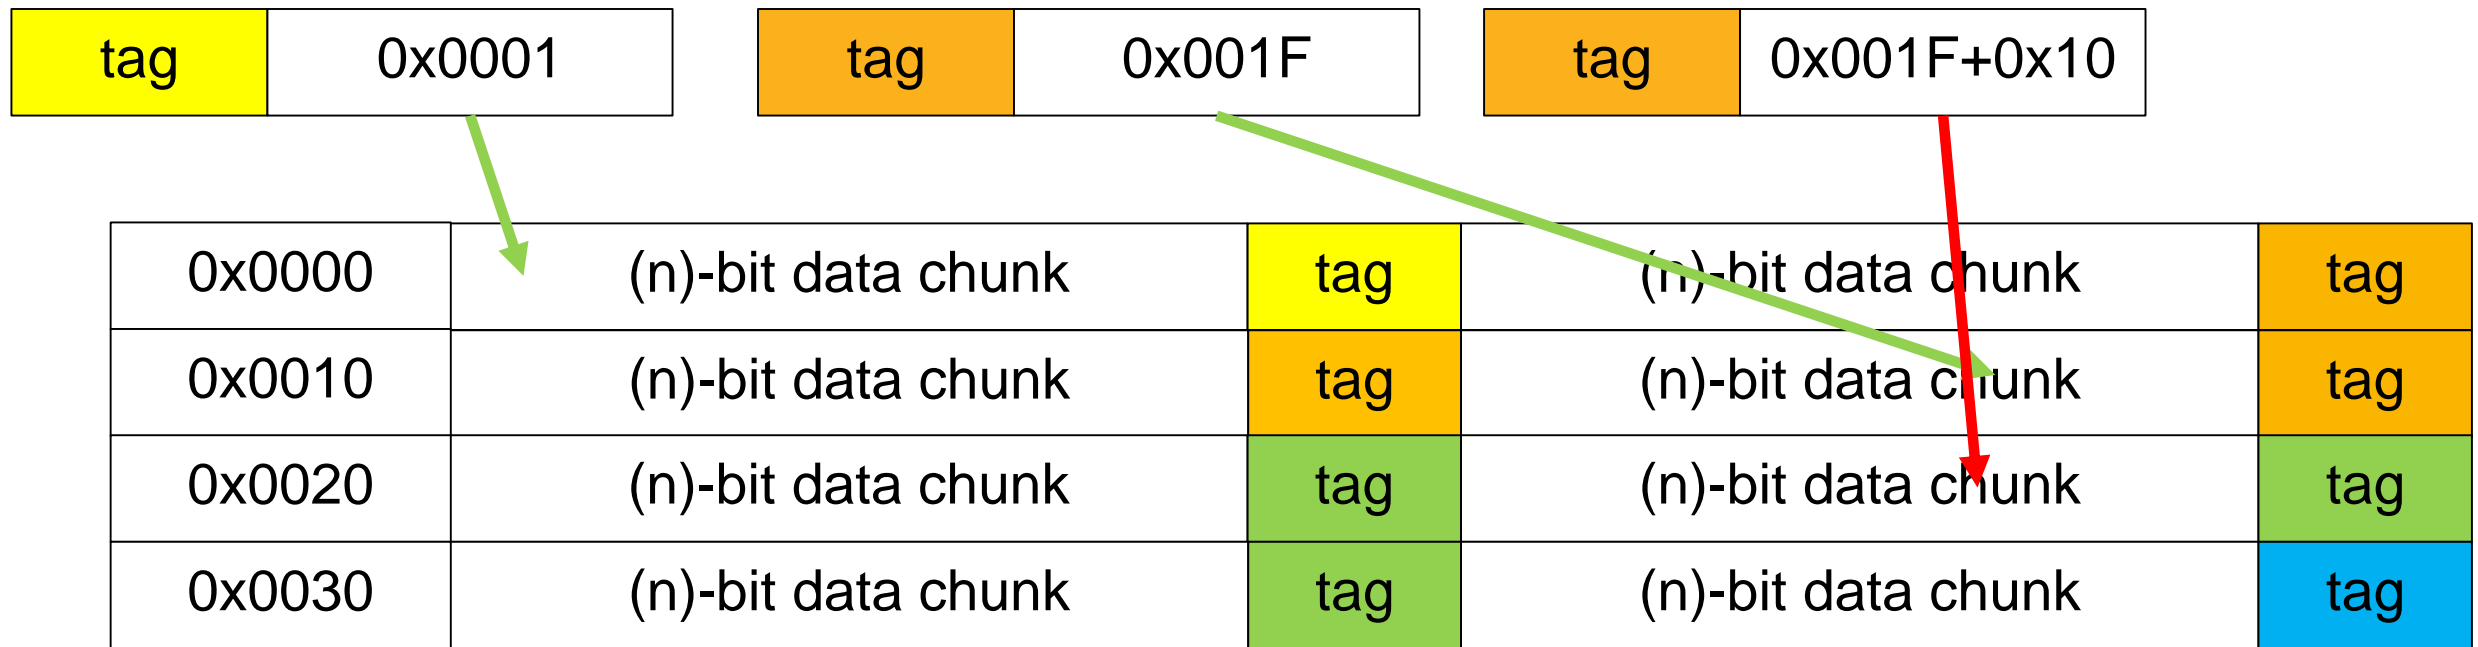 tag 0x0001 tag 0x001F tag 0x001F+0x10
0x0000 (n)-bit data chunk tag (n)-bit data chunk tag
0x0010 (n)-bit data chunk tag (n)-bit data chunk tag
0x0020 (n)-bit data chunk tag (n)-bit data chunk tag
0x0030 (n)-bit data chunk tag (n)-bit data chunk tag